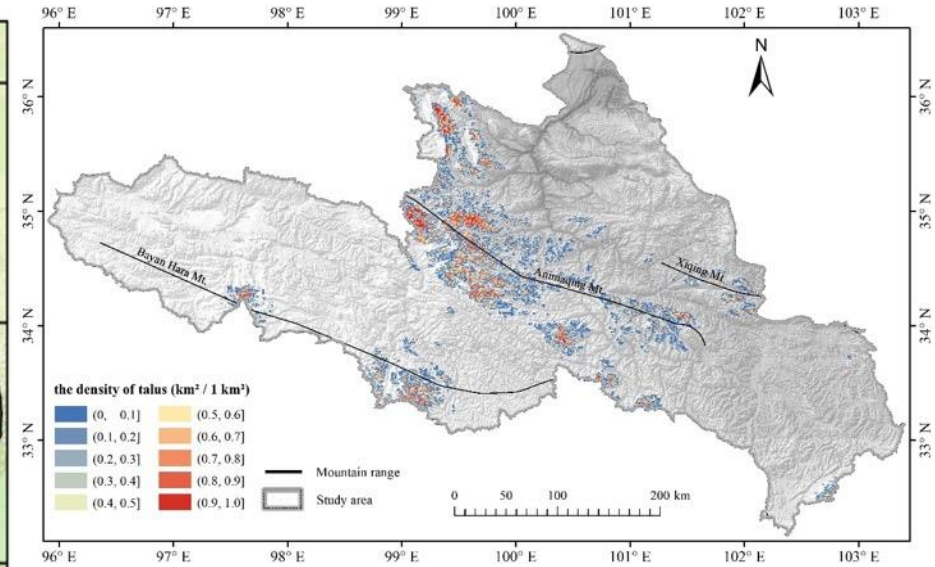 96° E 97° E 98° E 99° E 100° E 101° E 102° E 103° E
N
36° N 36° N
35° N 35° N
34° N 34° N
33° N 33° N
Bayan Hara Mt.
Animaqing Mt.
Xiqing Mt.
the density of talus (km² / 1 km²)
(0, 0.1] (0.5, 0.6]
(0.1, 0.2] (0.6, 0.7]
(0.2, 0.3] (0.7, 0.8]
(0.3, 0.4] (0.8, 0.9]
(0.4, 0.5] (0.9, 1.0]
Mountain range
Study area
0 50 100 200 km
96° E 97° E 98° E 99° E 100° E 101° E 102° E 103° E